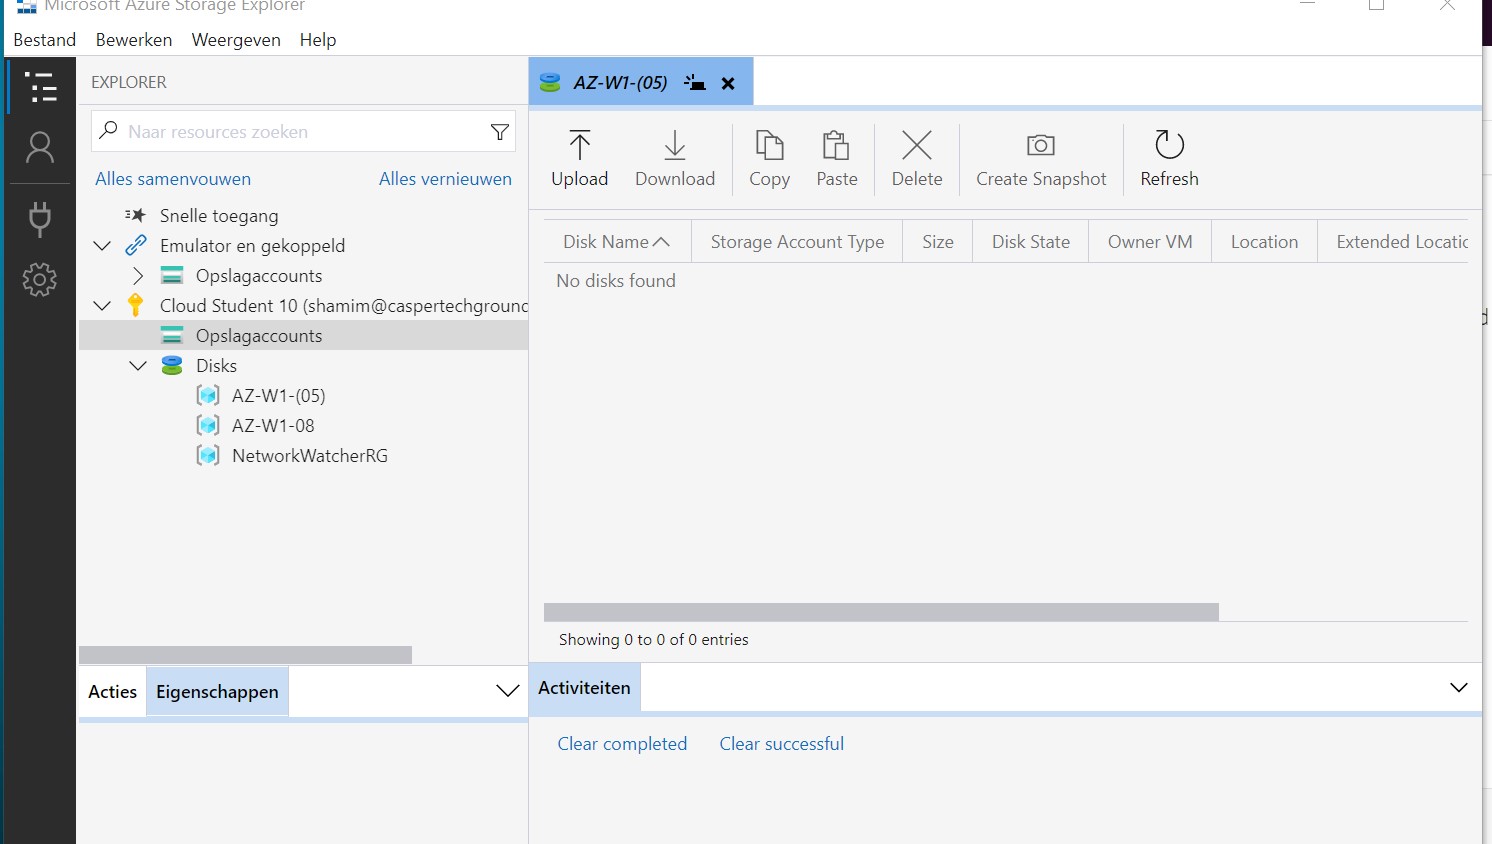 Microsoft Azure Storage Explorer
Bestand Bewerken Weergeven Help
EXPLORER
Naar resources zoeken
Alles samenvouwen Alles vernieuwen
Snelle toegang
Emulator en gekoppeld
Opslagaccounts
Cloud Student 10 (shamim@caspertechground
Opslagaccounts
Disks
AZ-W1-(05)
AZ-W1-08
NetworkWatcherRG
Acties Eigenschappen
AZ-W1-(05)
Upload Download Copy Paste Delete Create Snapshot Refresh
Disk Name Storage Account Type Size Disk State Owner VM Location Extended Locatic
No disks found
Showing 0 to 0 of 0 entries
Activiteiten
Clear completed Clear successful